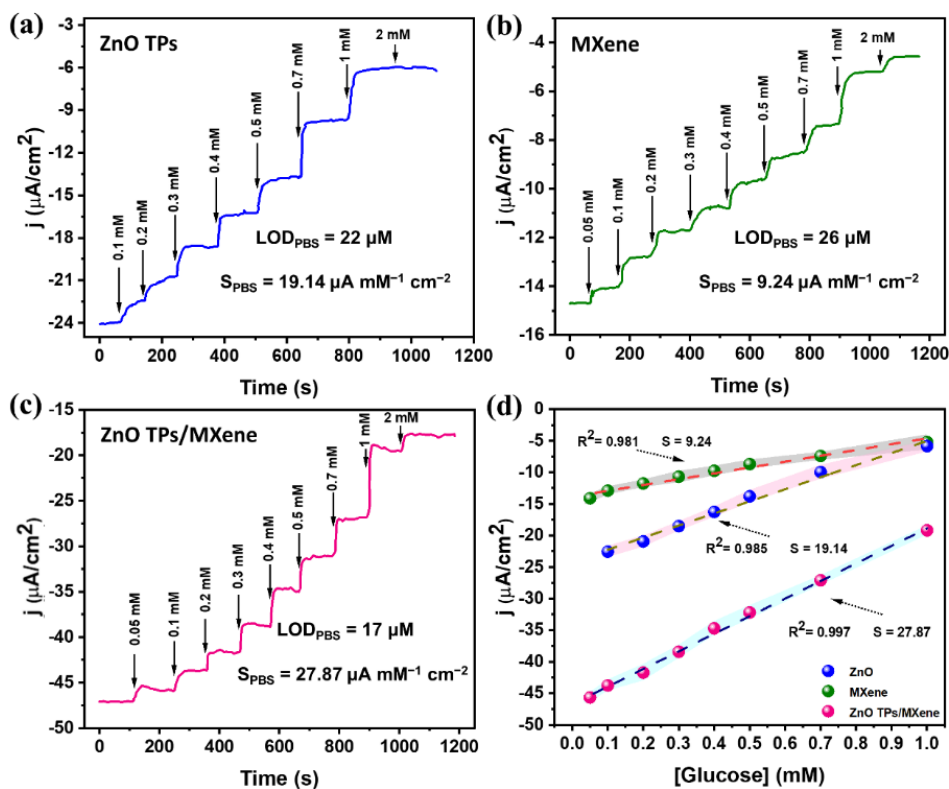 (a)
ZnO TPs
j (µA/cm²)
-3
-6
-9
-12
-15
-18
-21
-24
0.1 mM
0.2 mM
0.3 mM
0.4 mM
0.5 mM
0.7 mM
1 mM
2 mM
LOD_PBS = 22 µM
S_PBS = 19.14 µA mM⁻¹ cm⁻²
0
200
400
600
800
1000
1200
Time (s)
(b)
MXene
j (µA/cm²)
-4
-6
-8
-10
-12
-14
-16
0.05 mM
0.1 mM
0.2 mM
0.3 mM
0.4 mM
0.5 mM
0.7 mM
1 mM
2 mM
LOD_PBS = 26 µM
S_PBS = 9.24 µA mM⁻¹ cm⁻²
0
200
400
600
800
1000
1200
Time (s)
(c)
ZnO TPs/MXene
j (µA/cm²)
-15
-20
-25
-30
-35
-40
-45
-50
0.05 mM
0.1 mM
0.2 mM
0.3 mM
0.4 mM
0.5 mM
0.7 mM
1 mM
2 mM
LOD_PBS = 17 µM
S_PBS = 27.87 µA mM⁻¹ cm⁻²
0
200
400
600
800
1000 1200
Time (s)
(d)
j (µA/cm²)
0
-5
-10
-15
-20
-25
-30
-35
-40
-45
-50
R²= 0.981 S = 9.24
R²= 0.985 S = 19.14
R²= 0.997 S = 27.87
ZnO
MXene
ZnO TPs/MXene
0.0 0.1 0.2 0.3 0.4 0.5 0.6 0.7 0.8 0.9 1.0
[Glucose] (mM)